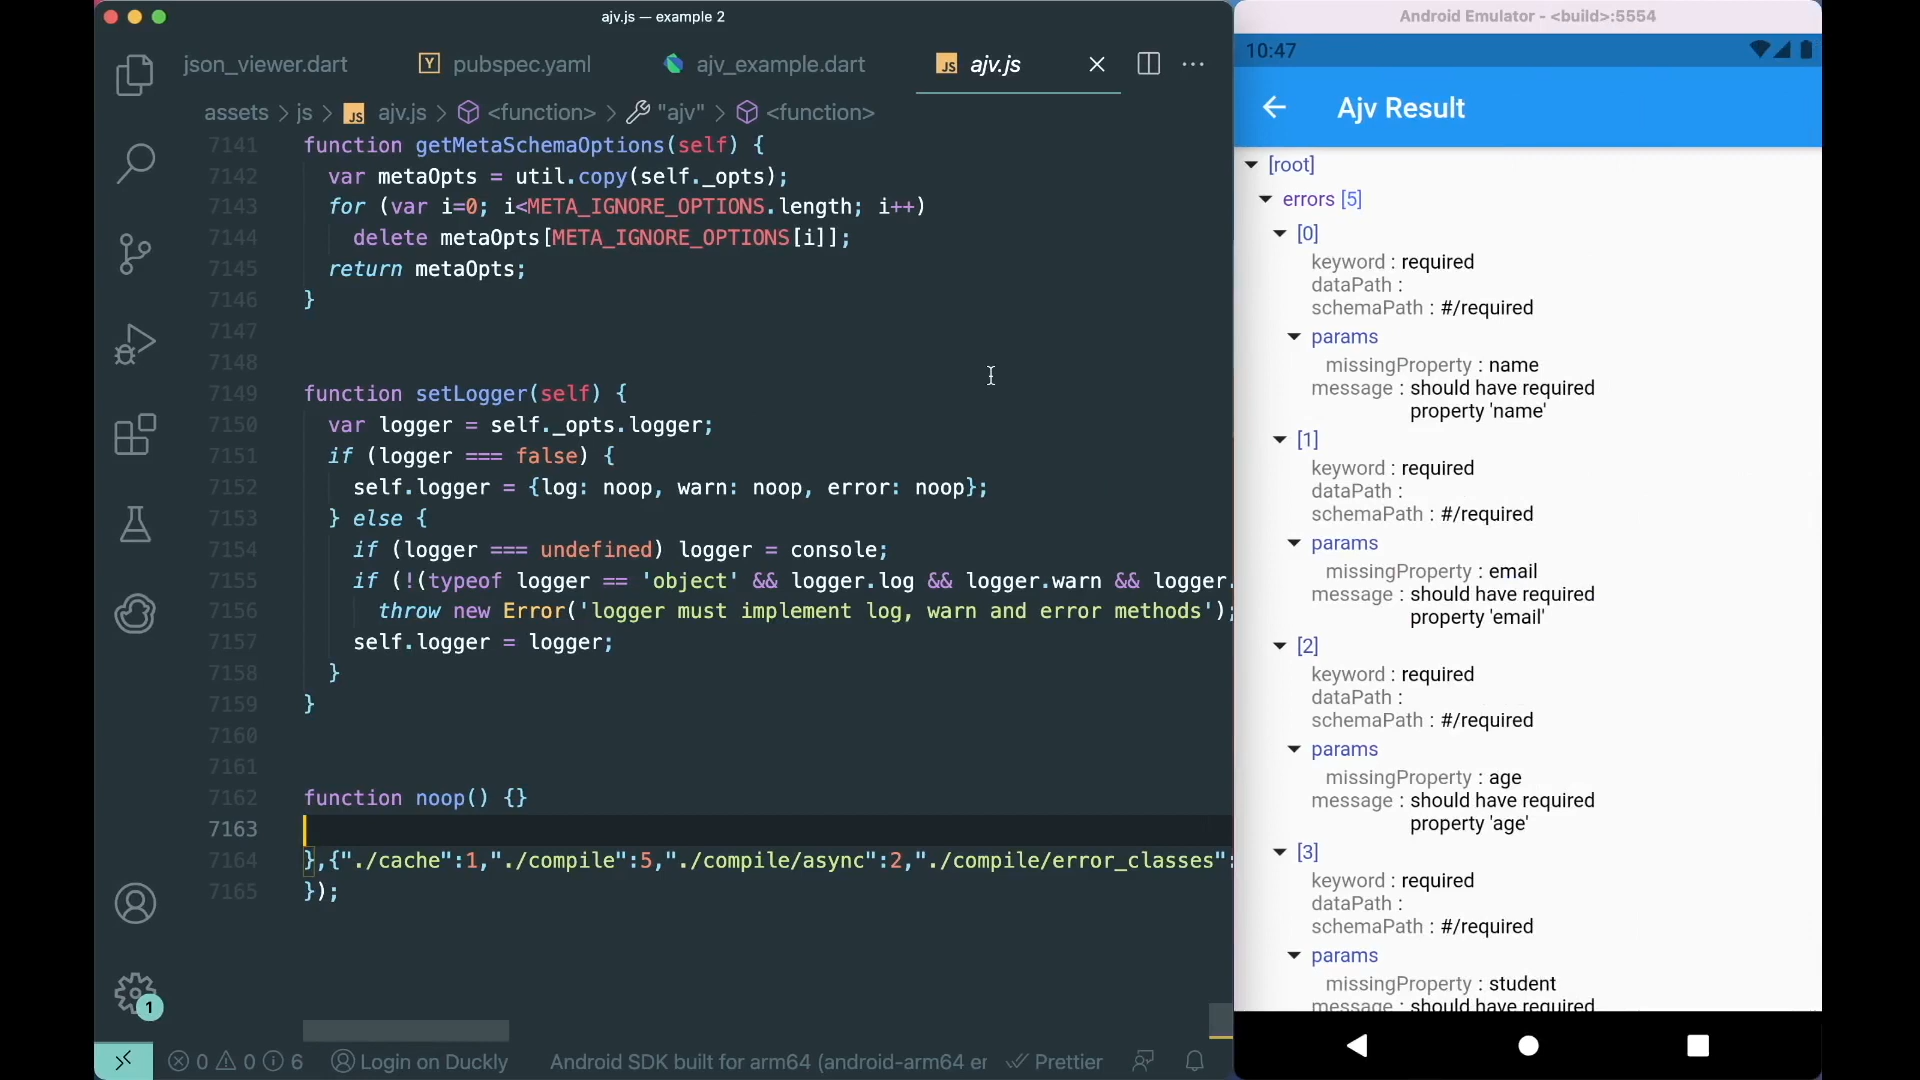 ajv.js — example 2
json_viewer.dart
pubspec.yaml
ajv_example.dart
JS ajv.js
assets > js > JS ajv.js > <function> > "ajv" > <function>
7141 function getMetaSchemaOptions(self) {
7142 var metaOpts = util.copy(self._opts);
7143 for (var i=0; i<META_IGNORE_OPTIONS.length; i++)
7144 delete metaOpts[META_IGNORE_OPTIONS[i]];
7145 return metaOpts;
7146 }
7147
7148
7149 function setLogger(self) {
7150 var logger = self._opts.logger;
7151 if (logger === false) {
7152 self.logger = {log: noop, warn: noop, error: noop};
7153 } else {
7154 if (logger === undefined) logger = console;
7155 if (!(typeof logger == 'object' && logger.log && logger.warn && logger.
7156 throw new Error('logger must implement log, warn and error methods');
7157 self.logger = logger;
7158 }
7159 }
7160
7161
7162 function noop() {}
7163
7164 },{"./cache":1,"./compile":5,"./compile/async":2,"./compile/error_classes":
7165 });
1
0 0 6 Login on Duckly Android SDK built for arm64 (android-arm64 er Prettier
Android Emulator - <build>:5554
10:47
Ajv Result
[root]
errors [5]
[0]
keyword : required
dataPath :
schemaPath : #/required
params
missingProperty : name
message : should have required
property 'name'
[1]
keyword : required
dataPath :
schemaPath : #/required
params
missingProperty : email
message : should have required
property 'email'
[2]
keyword : required
dataPath :
schemaPath : #/required
params
missingProperty : age
message : should have required
property 'age'
[3]
keyword : required
dataPath :
schemaPath : #/required
params
missingProperty : student
message : should have required